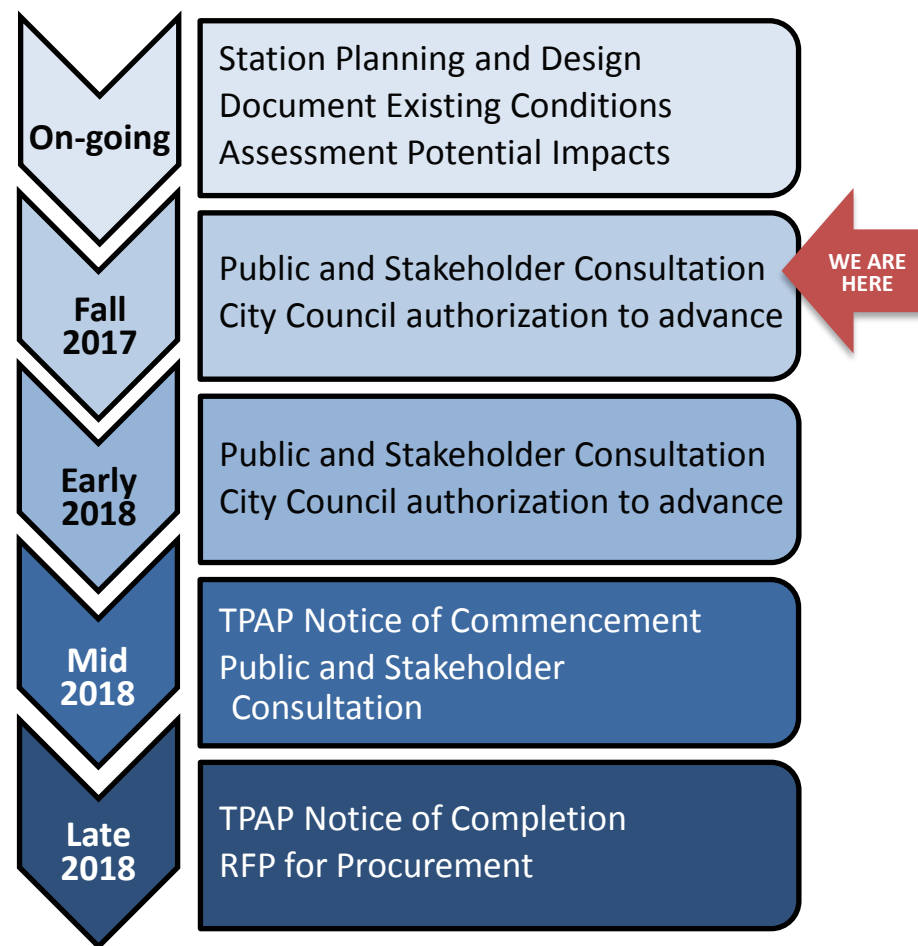 On-going
Station Planning and Design
Document Existing Conditions
Assessment Potential Impacts
Fall
2017
Public and Stakeholder Consultation
City Council authorization to advance
WE ARE
HERE
Early
2018
Public and Stakeholder Consultation
City Council authorization to advance
Mid
2018
TPAP Notice of Commencement
Public and Stakeholder
Consultation
Late
2018
TPAP Notice of Completion
RFP for Procurement